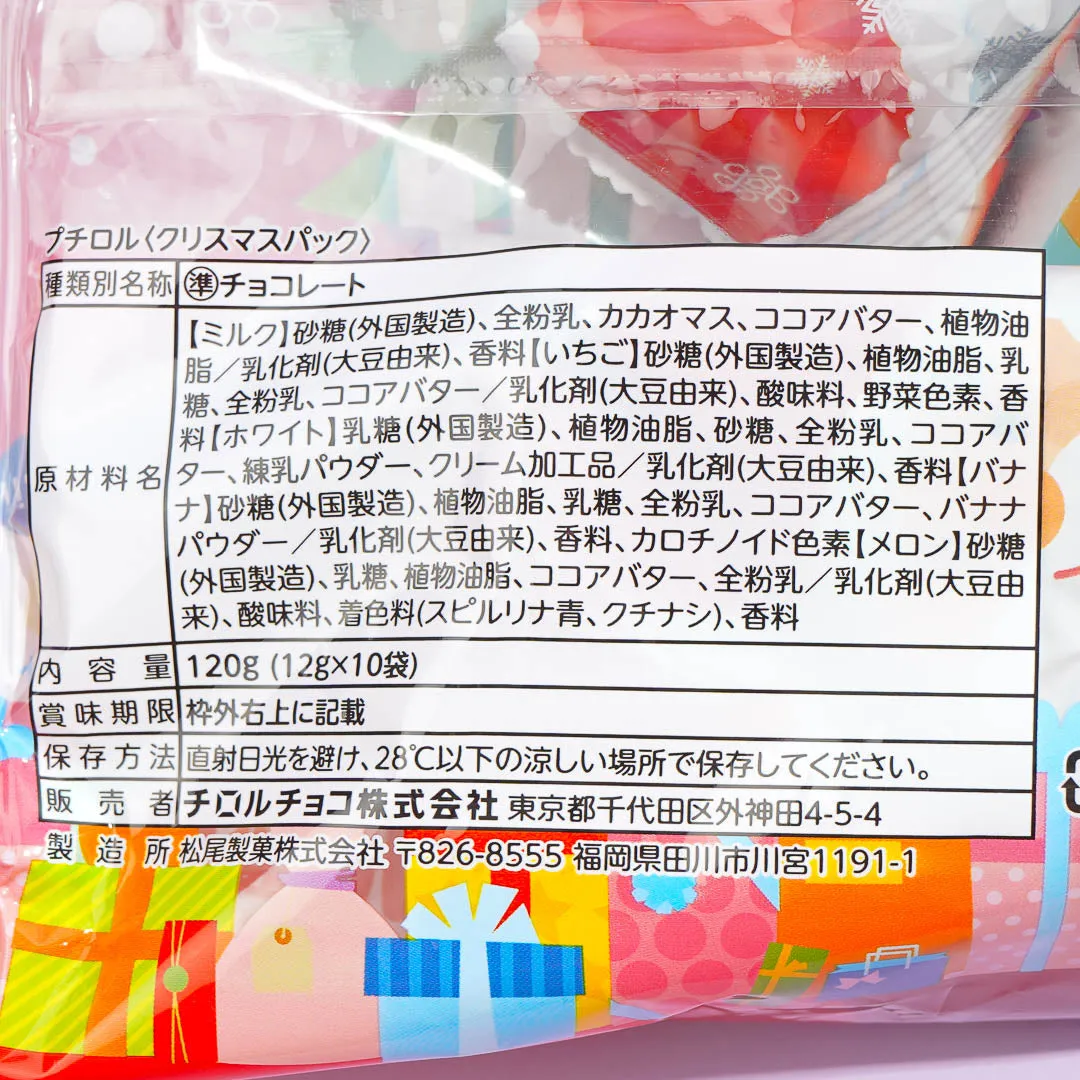 プチロル〈クリスマスパック〉
種類別名称 ㊜チョコレート
【ミルク】砂糖(外国製造)、全粉乳、カカオマス、ココアバター、植物油
脂／乳化剤(大豆由来)、香料【いちご】砂糖(外国製造)、植物油脂、乳
糖、全粉乳、ココアバター／乳化剤(大豆由来)、酸味料、野菜色素、香
料【ホワイト】乳糖(外国製造)、植物油脂、砂糖、全粉乳、ココアバ
原材料名 ター、練乳パウダー、クリーム加工品／乳化剤(大豆由来)、香料【バナ
ナ】砂糖(外国製造)、植物油脂、乳糖、全粉乳、ココアバター、バナナ
パウダー／乳化剤(大豆由来)、香料、カロチノイド色素【メロン】砂糖
(外国製造)、乳糖、植物油脂、ココアバター、全粉乳／乳化剤(大豆由
来)、酸味料、着色料(スピルリナ青、クチナシ)、香料
内容量 120g (12g×10袋)
賞味期限 枠外右上に記載
保存方法 直射日光を避け、28℃以下の涼しい場所で保存してください。
販売者 チロルチョコ株式会社 東京都千代田区外神田4-5-4
製造所 松尾製菓株式会社 〒826-8555 福岡県田川市川宮1191-1